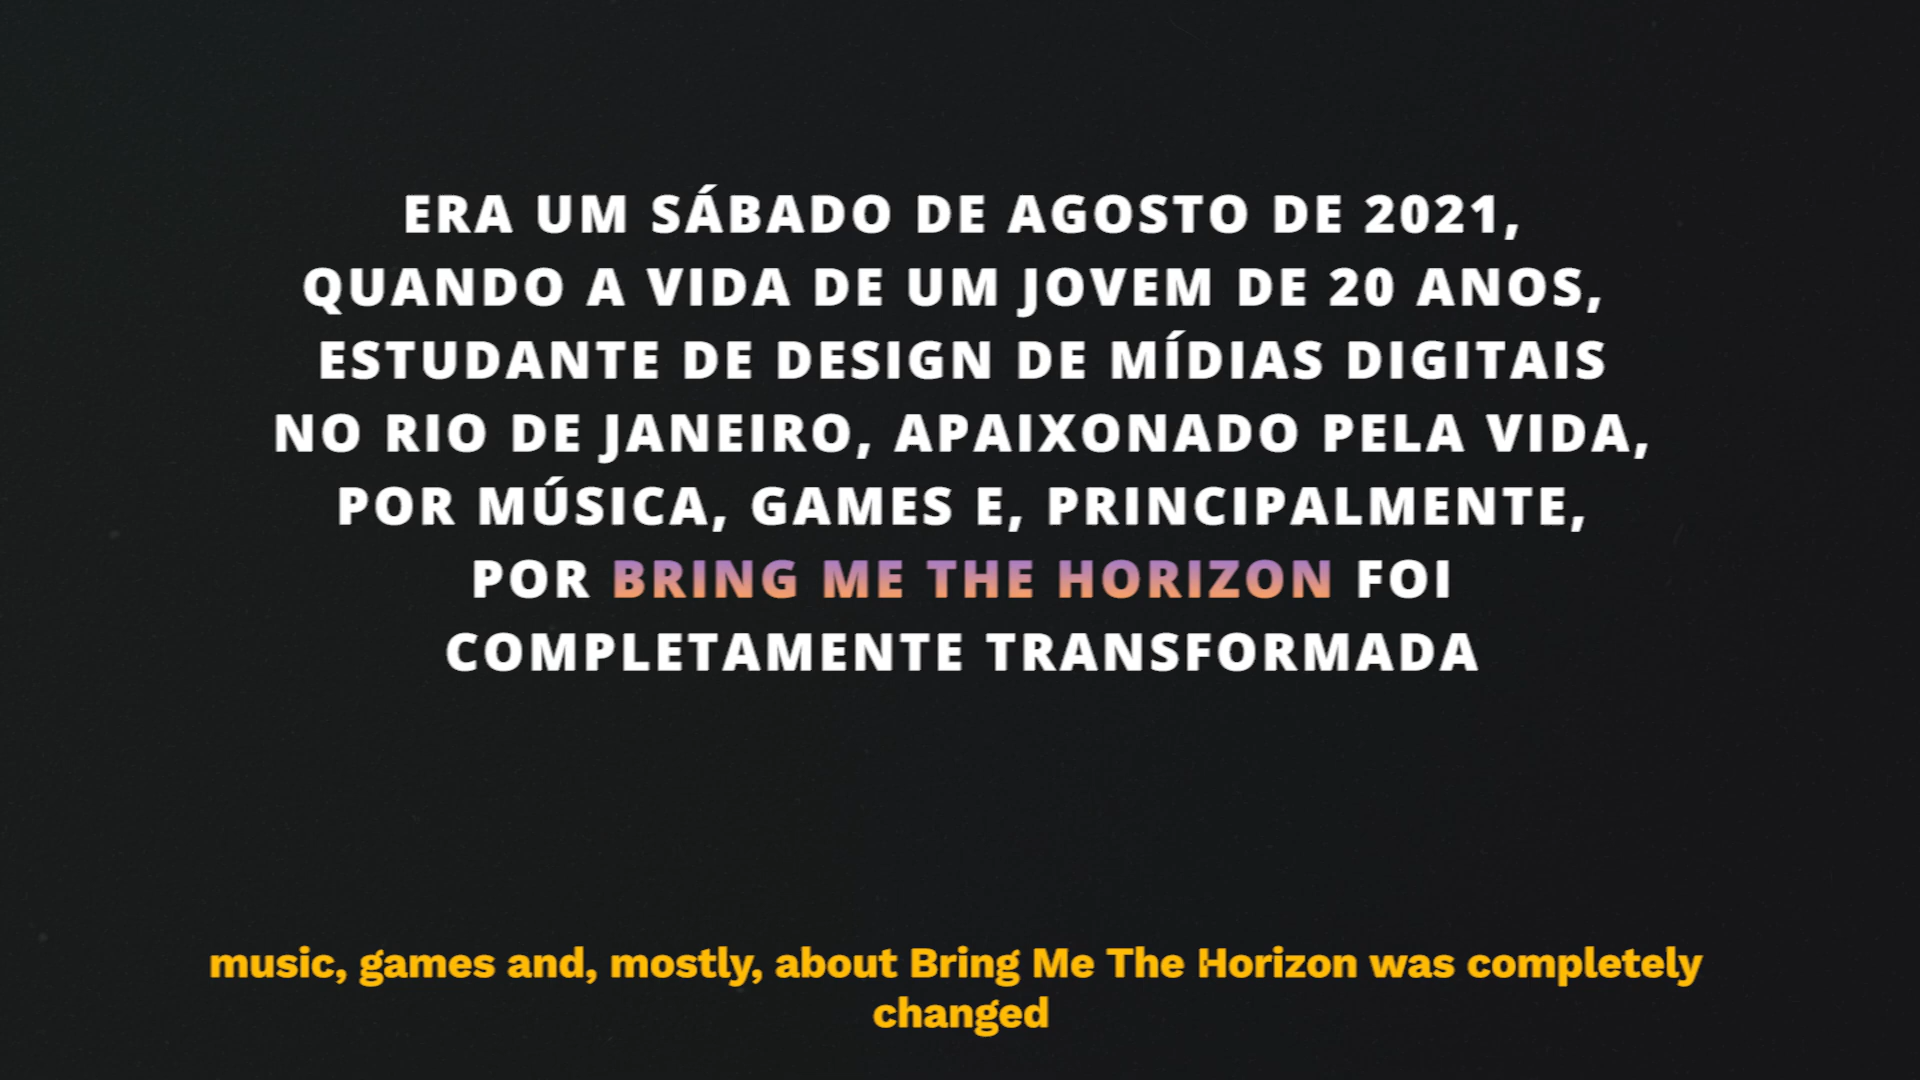 ERA UM SÁBADO DE AGOSTO DE 2021,
QUANDO A VIDA DE UM JOVEM DE 20 ANOS,
ESTUDANTE DE DESIGN DE MÍDIAS DIGITAIS
NO RIO DE JANEIRO, APAIXONADO PELA VIDA,
POR MÚSICA, GAMES E, PRINCIPALMENTE,
POR BRING ME THE HORIZON FOI
COMPLETAMENTE TRANSFORMADA
music, games and, mostly, about Bring Me The Horizon was completely
changed